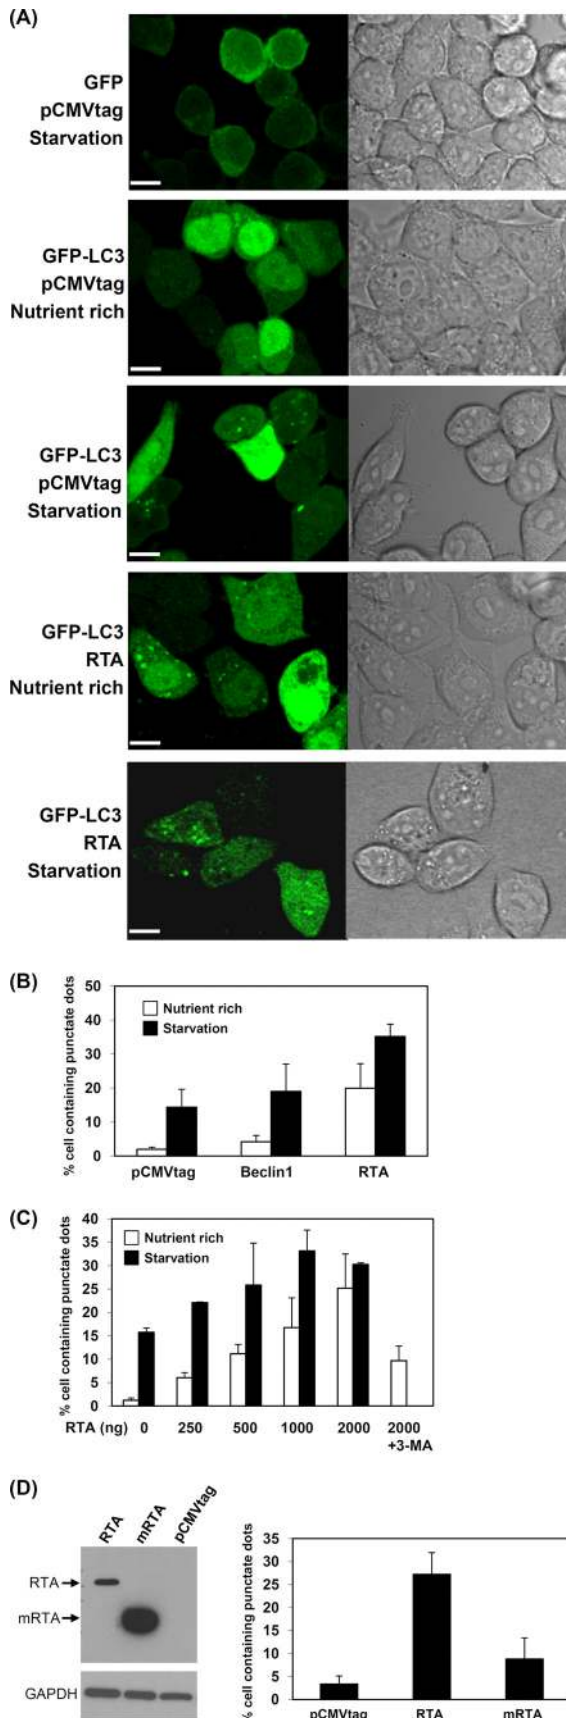 (A)
GFP
pCMVtag
Starvation
GFP-LC3
pCMVtag
Nutrient rich
GFP-LC3
pCMVtag
Starvation
GFP-LC3
RTA
Nutrient rich
GFP-LC3
RTA
Starvation
(B)
% cell containing punctate dots
50
40
30
20
10
0
Nutrient rich
Starvation
pCMVtag Beclin1 RTA
(C)
% cell containing punctate dots
40
35
30
25
20
15
10
5
0
Nutrient rich
Starvation
RTA (ng) 0 250 500 1000 2000 2000
+3-MA
(D)
RTA mRTA pCMVtag
RTA
mRTA
GAPDH
% cell containing punctate dots
35
30
25
20
15
10
5
0
pCMVtag RTA mRTA